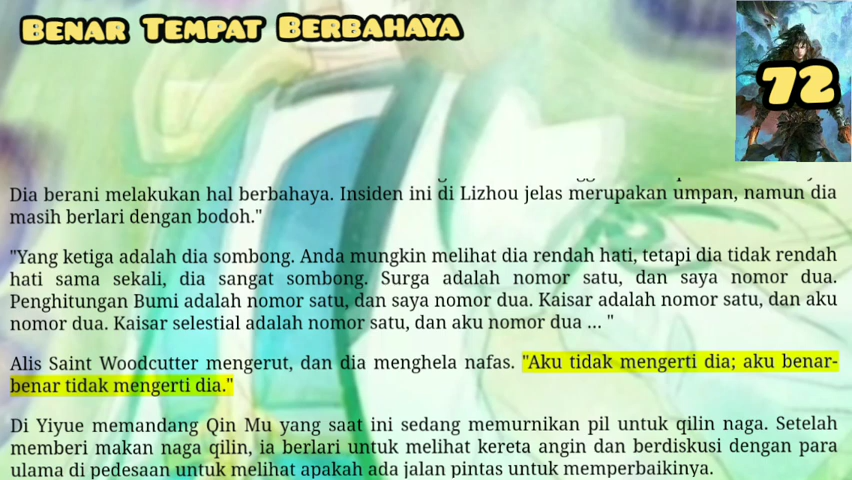 BENAR TEMPAT BERBAHAYA
72
Dia berani melakukan hal berbahaya. Insiden ini di Lizhou jelas merupakan umpan, namun dia
masih berlari dengan bodoh."
"Yang ketiga adalah dia sombong. Anda mungkin melihat dia rendah hati, tetapi dia tidak rendah
hati sama sekali, dia sangat sombong. Surga adalah nomor satu, dan saya nomor dua.
Penghitungan Bumi adalah nomor satu, dan saya nomor dua. Kaisar adalah nomor satu, dan aku
nomor dua. Kaisar selestial adalah nomor satu, dan aku nomor dua ... "
Alis Saint Woodcutter mengerut, dan dia menghela nafas. "Aku tidak mengerti dia; aku benar-
benar tidak mengerti dia."
Di Yiyue memandang Qin Mu yang saat ini sedang memurnikan pil untuk qilin naga. Setelah
memberi makan naga qilin, ia berlari untuk melihat kereta angin dan berdiskusi dengan para
ulama di pedesaan untuk melihat apakah ada jalan pintas untuk memperbaikinya.